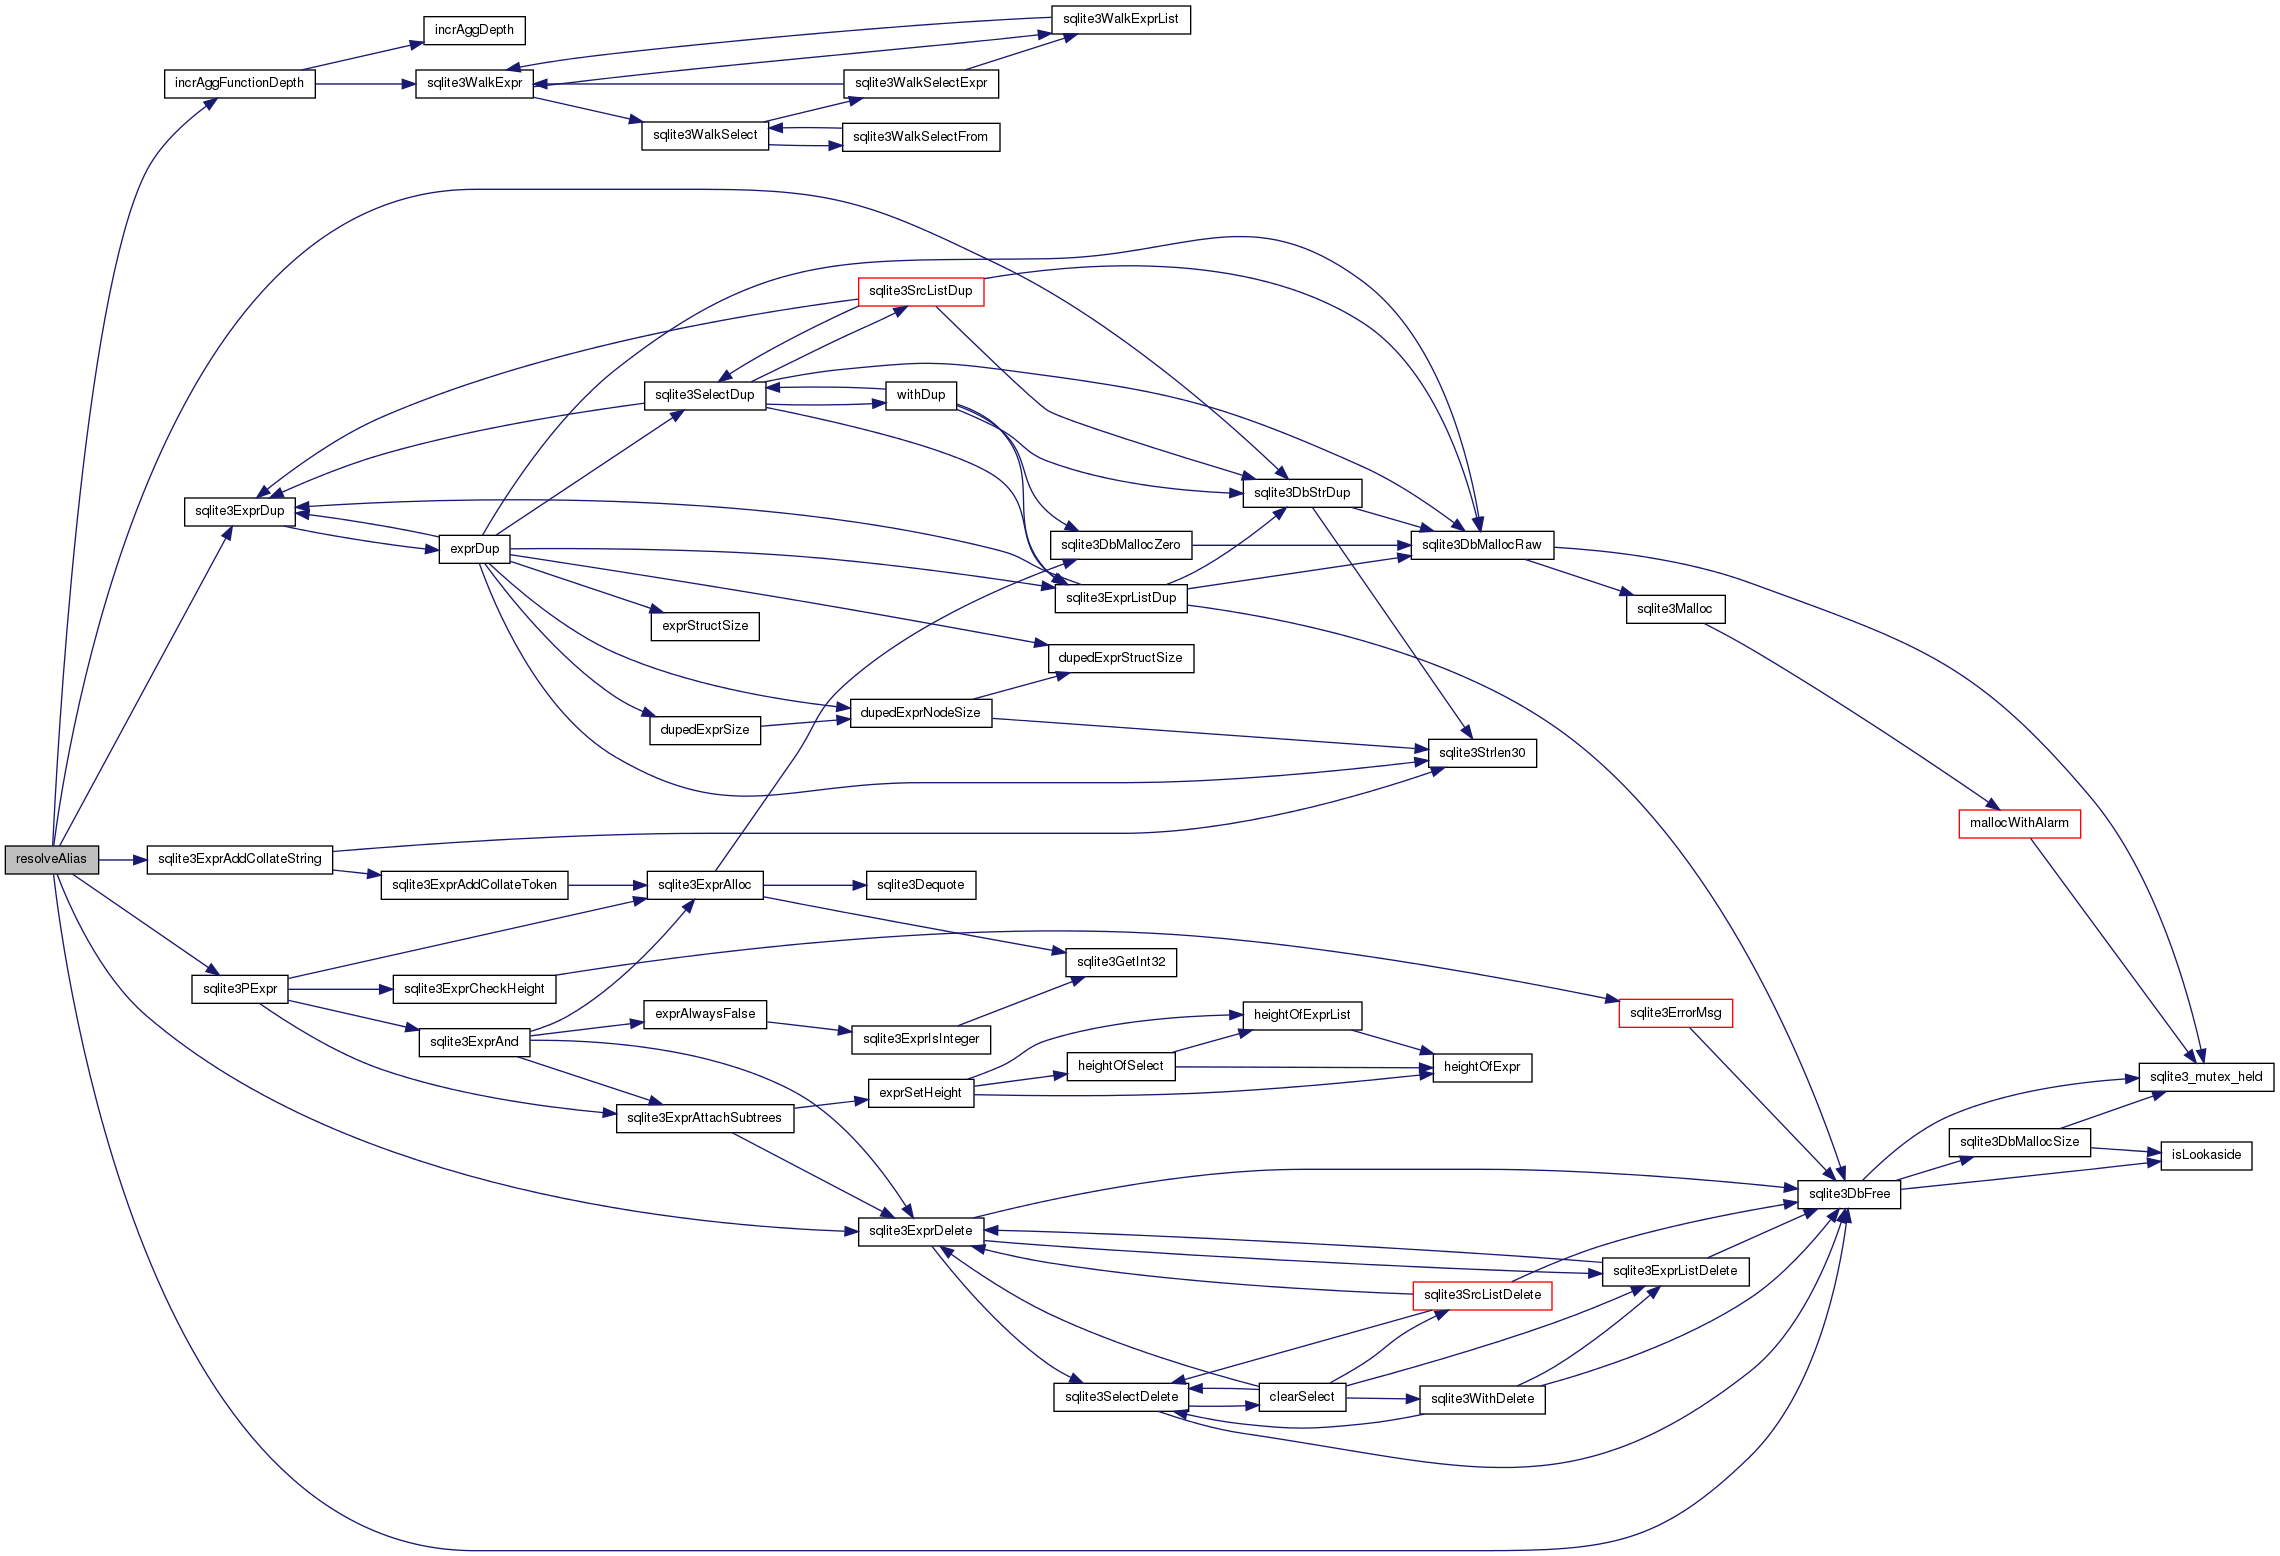 sqlite3WalkExprList
incrAggDepth
incrAggFunctionDepth
sqlite3WalkExpr
sqlite3WalkSelectExpr
sqlite3WalkSelect
sqlite3WalkSelectFrom
sqlite3SrcListDup
sqlite3SelectDup
withDup
sqlite3DbStrDup
sqlite3ExprDup
exprDup
sqlite3DbMallocZero
sqlite3DbMallocRaw
sqlite3ExprListDup
sqlite3Malloc
exprStructSize
dupedExprStructSize
dupedExprNodeSize
dupedExprSize
sqlite3Strlen30
mallocWithAlarm
resolveAlias
sqlite3ExprAddCollateString
sqlite3ExprAddCollateToken
sqlite3ExprAlloc
sqlite3Dequote
sqlite3GetInt32
sqlite3PExpr
sqlite3ExprCheckHeight
sqlite3ErrorMsg
exprAlwaysFalse
heightOfExprList
sqlite3ExprAnd
sqlite3ExprIsInteger
heightOfSelect
heightOfExpr
sqlite3_mutex_held
exprSetHeight
sqlite3ExprAttachSubtrees
sqlite3DbMallocSize
isLookaside
sqlite3DbFree
sqlite3ExprDelete
sqlite3ExprListDelete
sqlite3SrcListDelete
sqlite3SelectDelete
clearSelect
sqlite3WithDelete